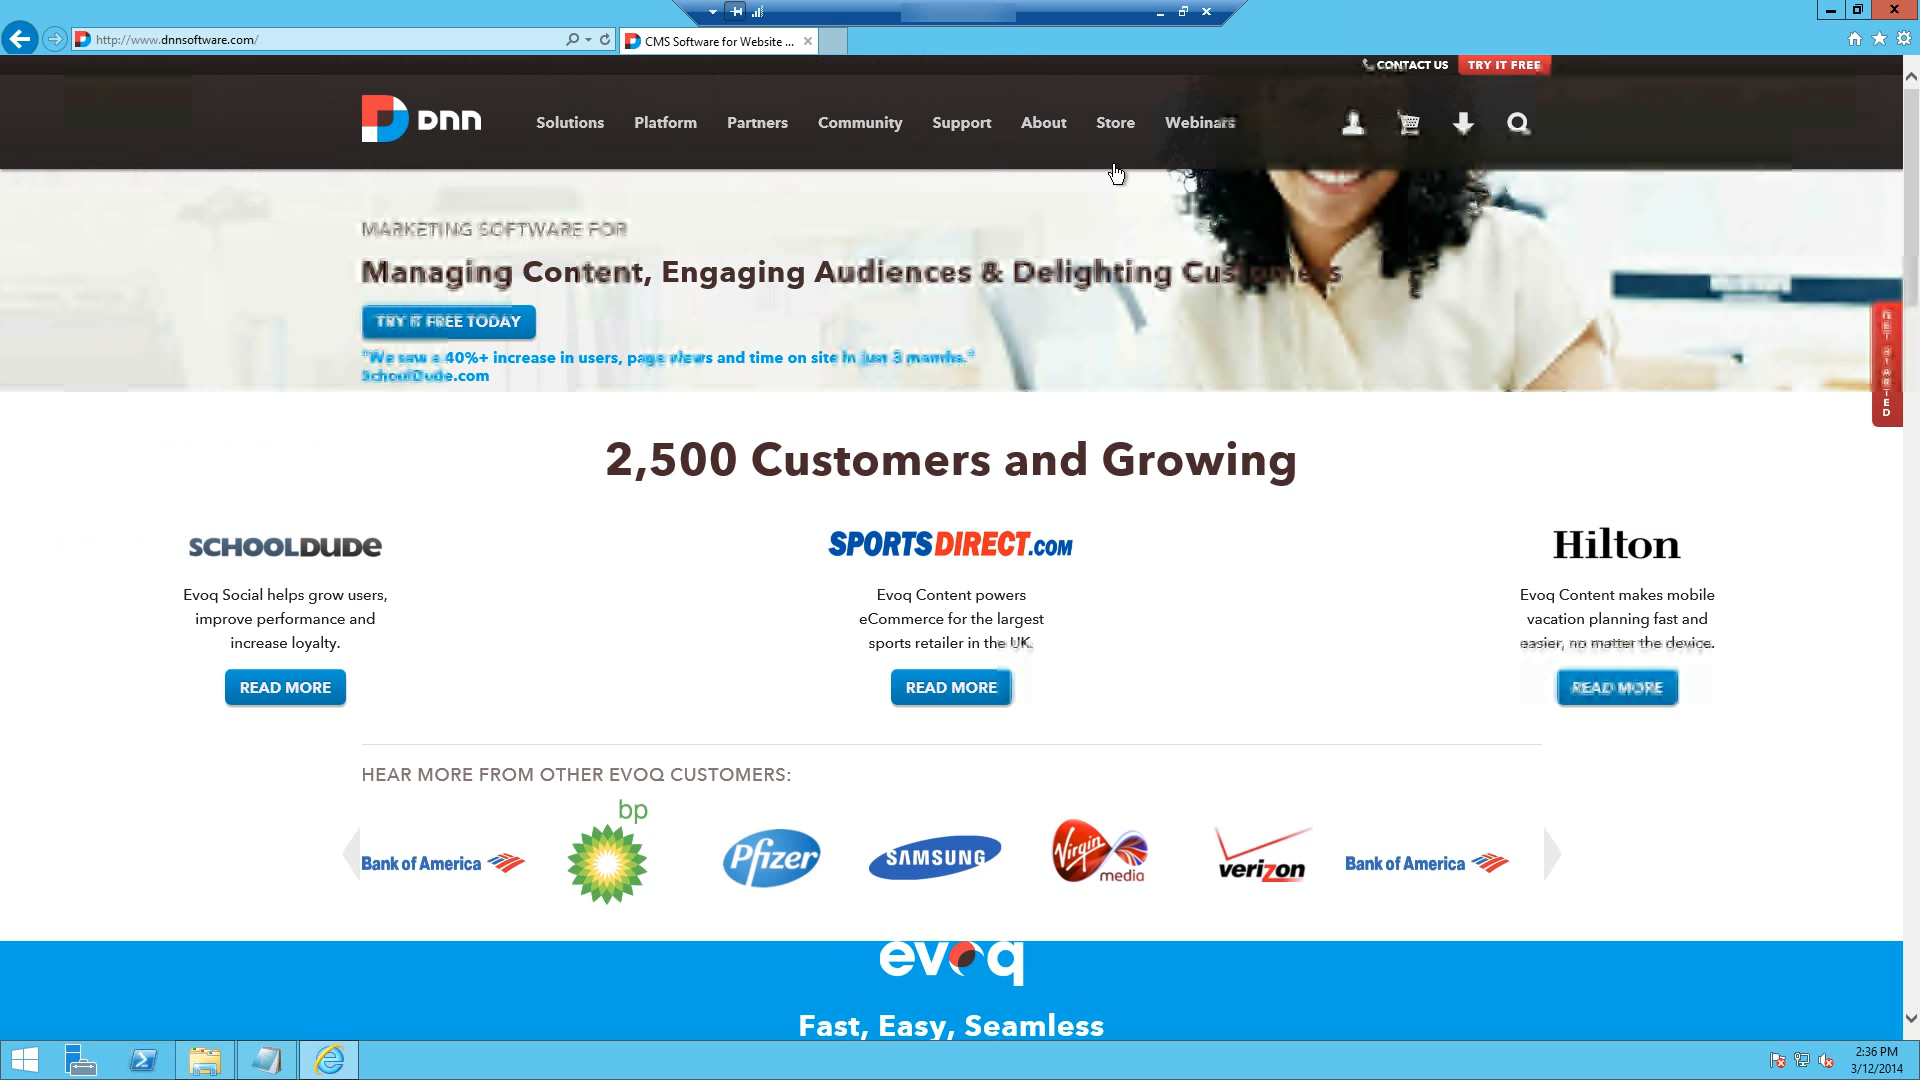 http://www.dnnsoftware.com/
CMS Software for Website ...
CONTACT US
TRY IT FREE
DNN
Solutions
Platform
Partners
Community
Support
About
Store
Webinars
MARKETING SOFTWARE FOR
Managing Content, Engaging Audiences & Delighting Customers
TRY IT FREE TODAY
"We saw a 40%+ increase in users, page views and time on site in just 3 months."
SchoolDude.com
GET STARTED
2,500 Customers and Growing
SCHOOLDUDE
Evoq Social helps grow users,
improve performance and
increase loyalty.
READ MORE
SPORTSDIRECT.COM
Evoq Content powers
eCommerce for the largest
sports retailer in the UK.
READ MORE
Hilton
Evoq Content makes mobile
vacation planning fast and
easier, no matter the device.
READ MORE
HEAR MORE FROM OTHER EVOQ CUSTOMERS:
Bank of America
bp
Pfizer
SAMSUNG
Virgin
media
verizon
Bank of America
evoq
Fast, Easy, Seamless
2:36 PM
3/12/2014